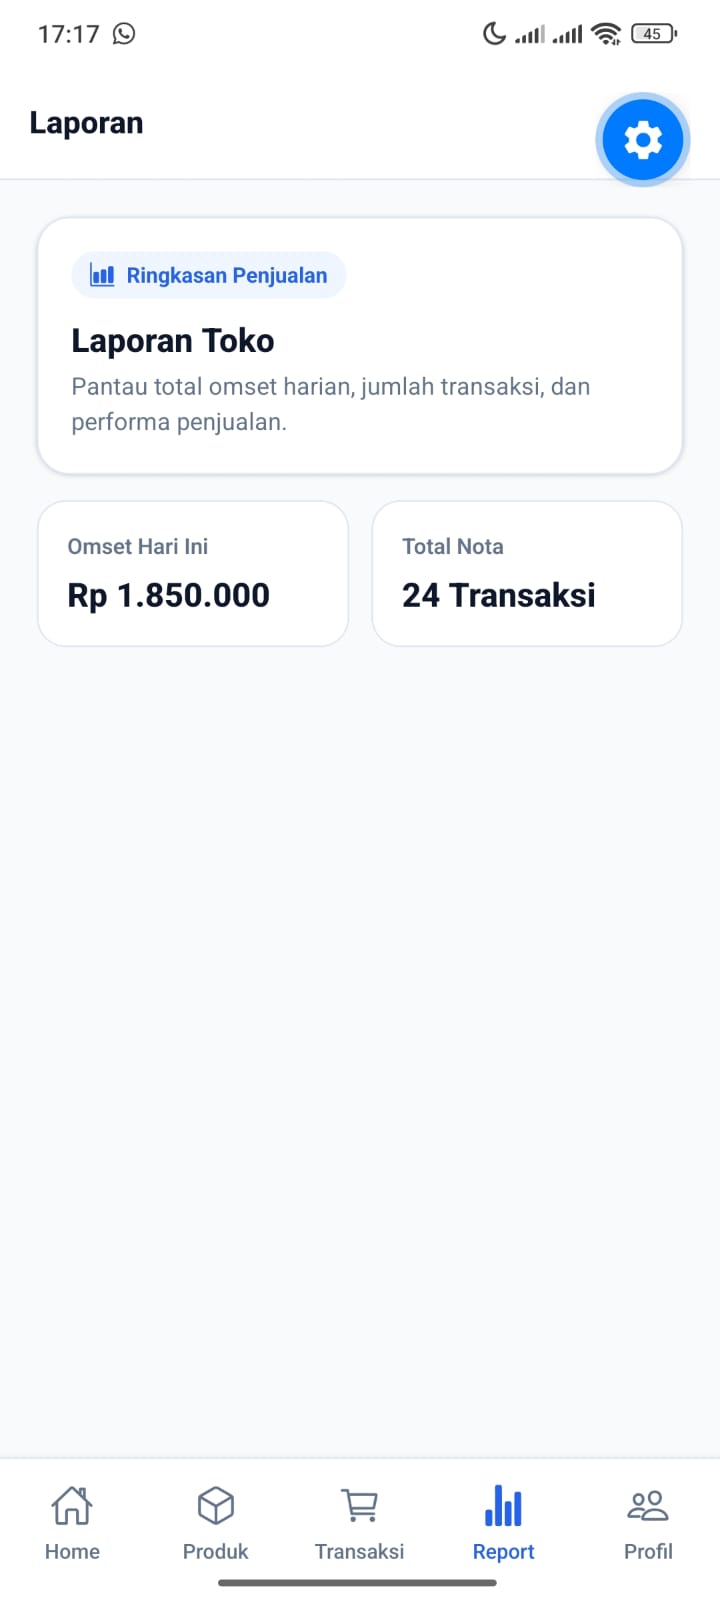 17:17
45
Laporan
Ringkasan Penjualan
Laporan Toko
Pantau total omset harian, jumlah transaksi, dan
performa penjualan.
Omset Hari Ini
Rp 1.850.000
Total Nota
24 Transaksi
Home
Produk
Transaksi
Report
Profil